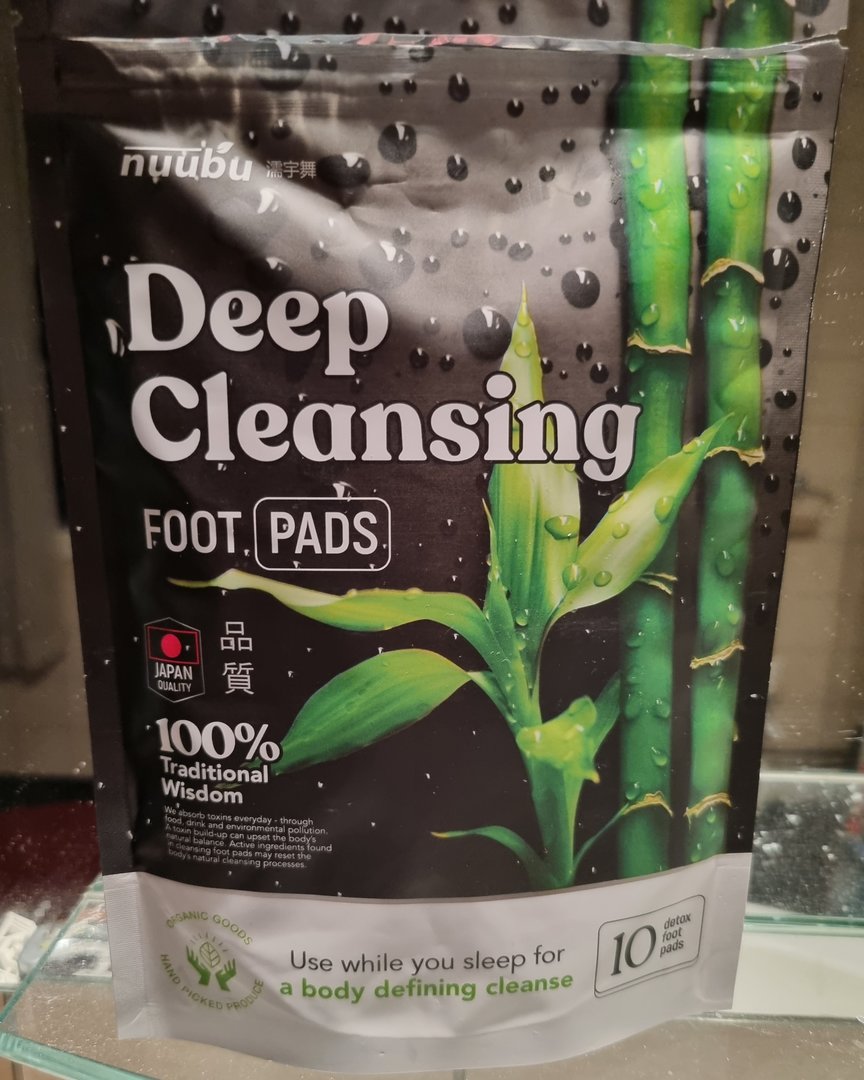 nuubu 濡宇舞
Deep
Cleansing
FOOT PADS
JAPAN
QUALITY
品
質
100%
Traditional
Wisdom
We absorb toxins everyday - through
food, drink and environmental pollution.
A toxin build-up can upset the body's
natural balance. Active ingredients found
in cleansing foot pads may reset the
body's natural cleansing processes.
ORGANIC GOODS
HAND PICKED PRODUCE
Use while you sleep for
a body defining cleanse
10 detox
foot
pads